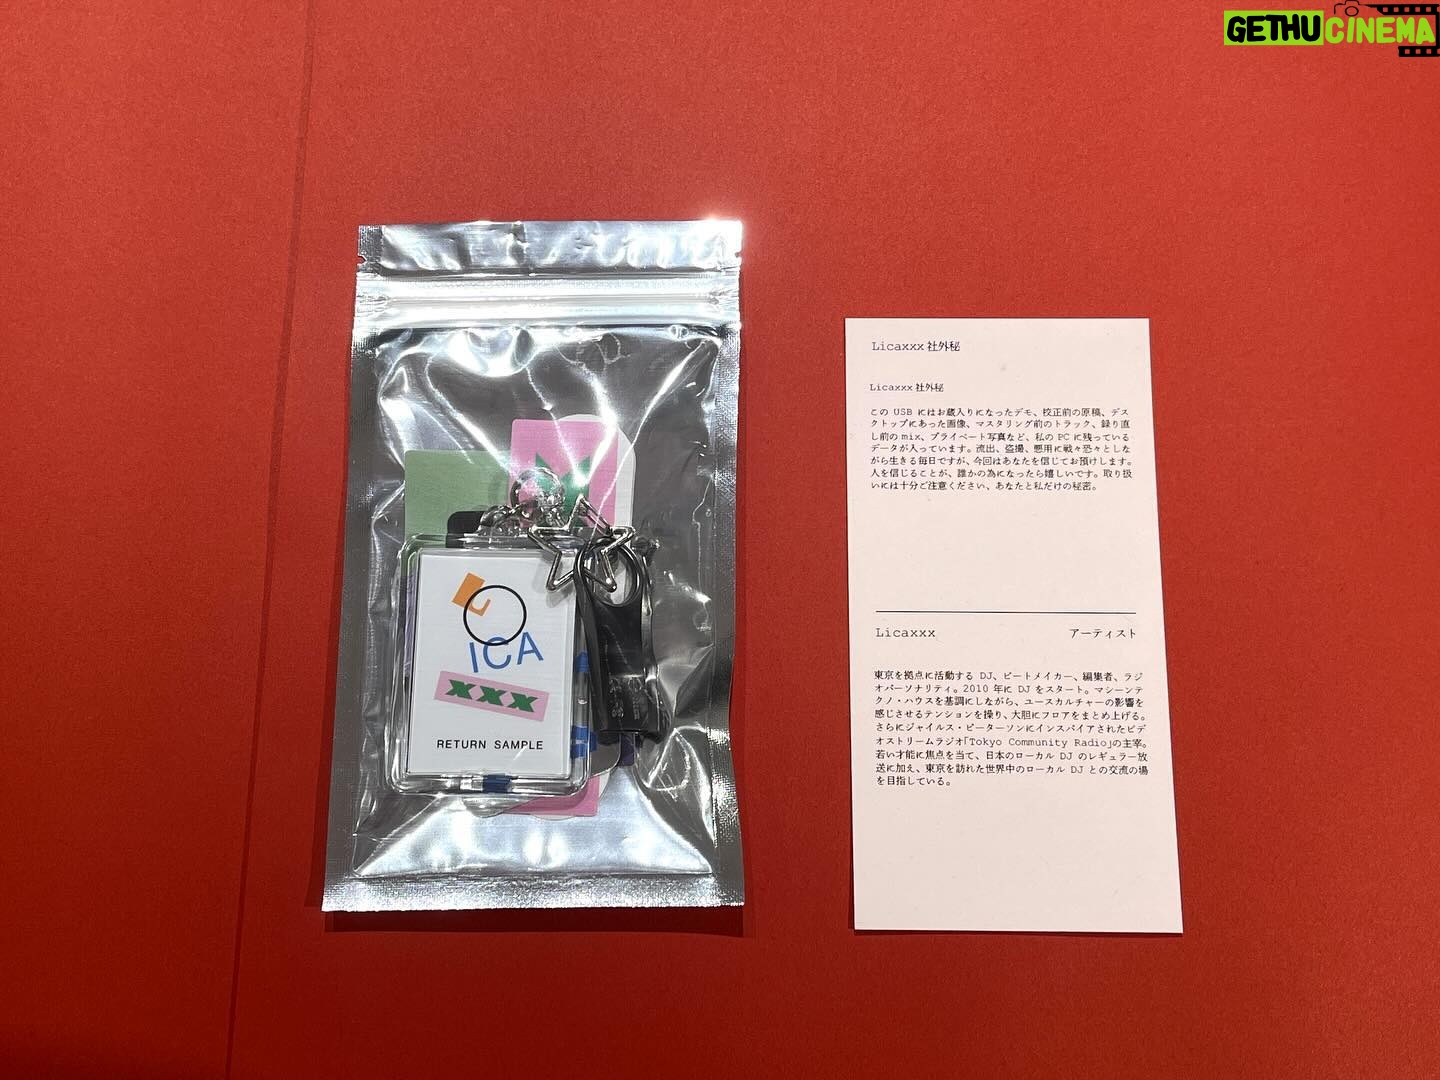 GETHUCINEMA
Licaxxx 社外秘
Licaxxx 社外秘
この USB にはお蔵入りになったデモ、校正前の原稿、デス
クトップにあった画像、マスタリング前のトラック、録り直
し前の mix、プライベート写真など、私の PC に残っている
データが入っています。流出、盗撮、悪用に戦々恐々としな
がら生きる毎日ですが、今回はあなたを信じてお預けします。
人を信じることが、誰かの為になったら嬉しいです。取り扱
いには十分ご注意ください、あなたと私だけの秘密。
Licaxxx アーティスト
東京を拠点に活動する DJ、ビートメイカー、編集者、ラジ
オパーソナリティ。2010 年に DJ をスタート。マシーンテ
クノ・ハウスを基調にしながら、ユースカルチャーの影響を
感じさせるテンションを操り、大胆にフロアをまとめ上げる。
さらにジャイルス・ピーターソンにインスパイアされたビデ
オストリームラジオ「Tokyo Community Radio」の主宰。
若い才能に焦点を当て、日本のローカル DJ のレギュラー放
送に加え、東京を訪れた世界中のローカル DJ との交流の場
を目指している。
ICA
xxx
RETURN SAMPLE